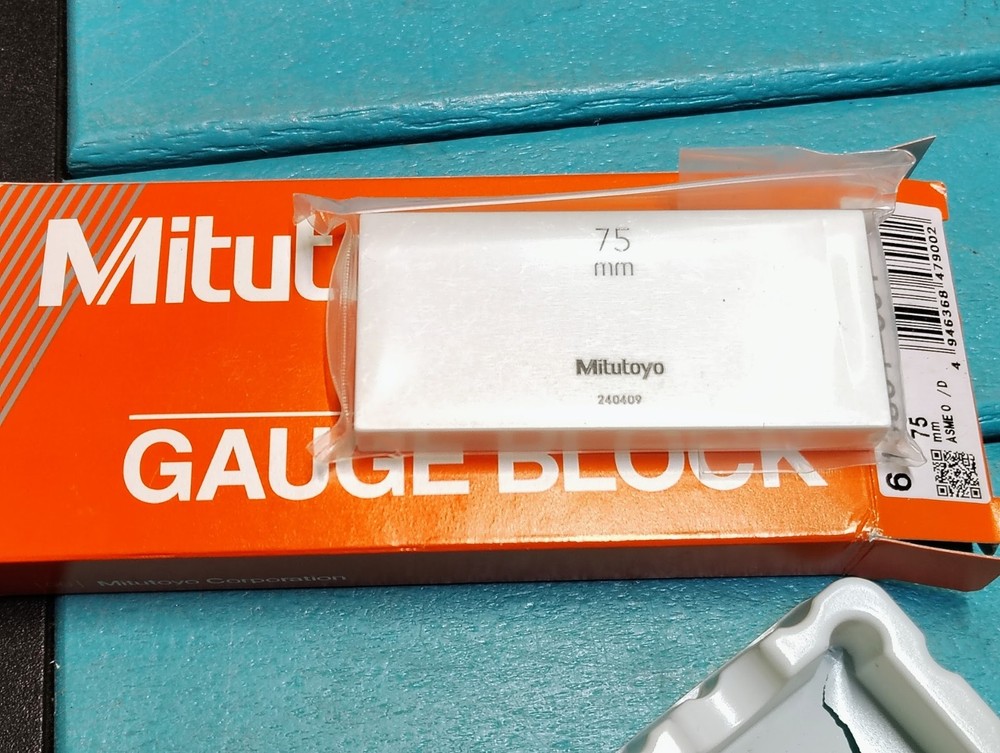 Mitut
GAUGE BLOCK
Mitutoyo Corporation
75
mm
Mitutoyo
240409
4 946368 479002
75
mm
ASME 0 /D